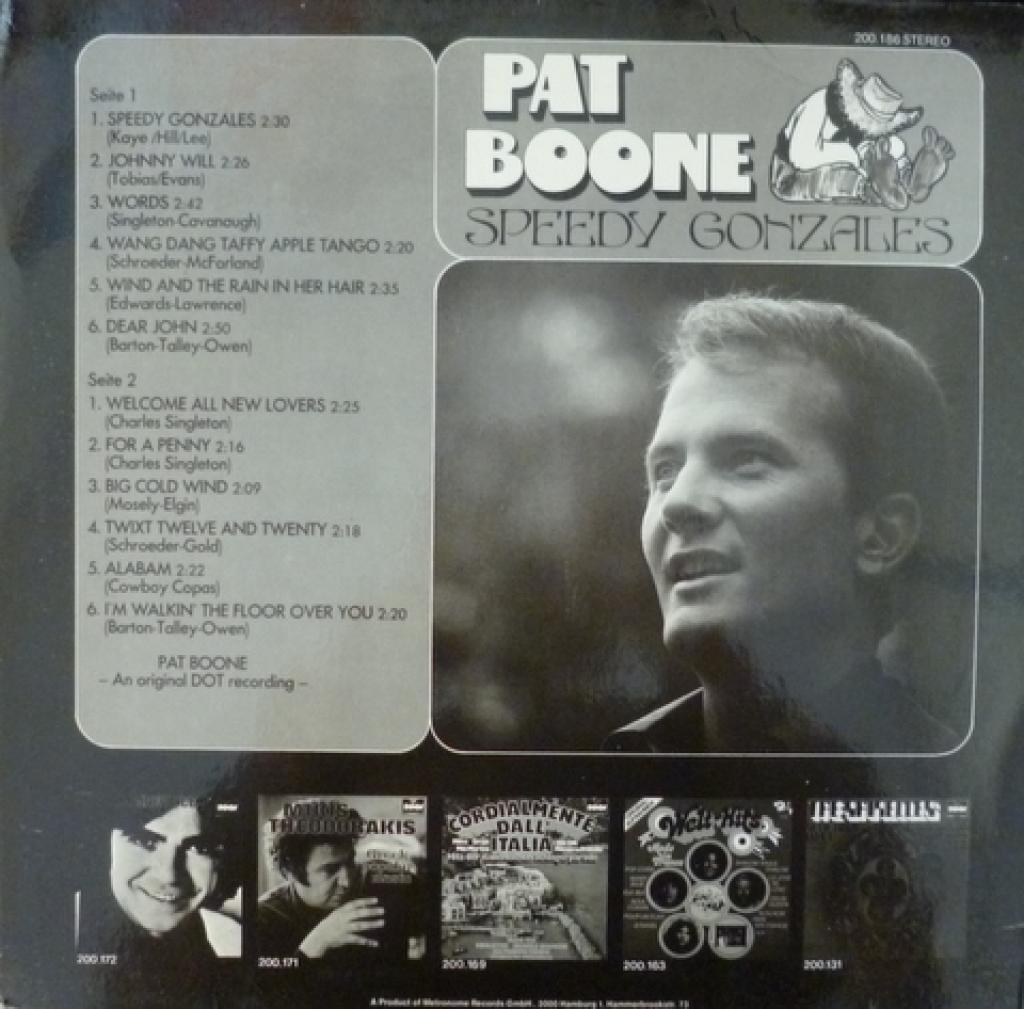 200.186 STEREO
PAT
BOONE
SPEEDY GONZALES
Seite 1
1. SPEEDY GONZALES 2:30
(Kaye /Hill/Lee)
2. JOHNNY WILL 2:26
(Tobias/Evans)
3. WORDS 2:42
(Singleton-Cavanaugh)
4. WANG DANG TAFFY APPLE TANGO 2:20
(Schroeder-McFarland)
5. WIND AND THE RAIN IN HER HAIR 2:35
(Edwards-Lawrence)
6. DEAR JOHN 2:50
(Barton-Talley-Owen)
Seite 2
1. WELCOME ALL NEW LOVERS 2:25
(Charles Singleton)
2. FOR A PENNY 2:16
(Charles Singleton)
3. BIG COLD WIND 2:09
(Mosely-Elgin)
4. TWIXT TWELVE AND TWENTY 2:18
(Schroeder-Gold)
5. ALABAM 2:22
(Cowboy Copas)
6. I'M WALKIN' THE FLOOR OVER YOU 2:20
(Barton-Talley-Owen)
PAT BOONE
– An original DOT recording –
MIKIS
THEODORAKIS
CORDIALMENTE
DALL'
ITALIA
Welt-Hits
200.172
200.171
200.169
200.163
200.131
A Product of Metronome Records GmbH, 2000 Hamburg 1, Hammerbrookstr. 73